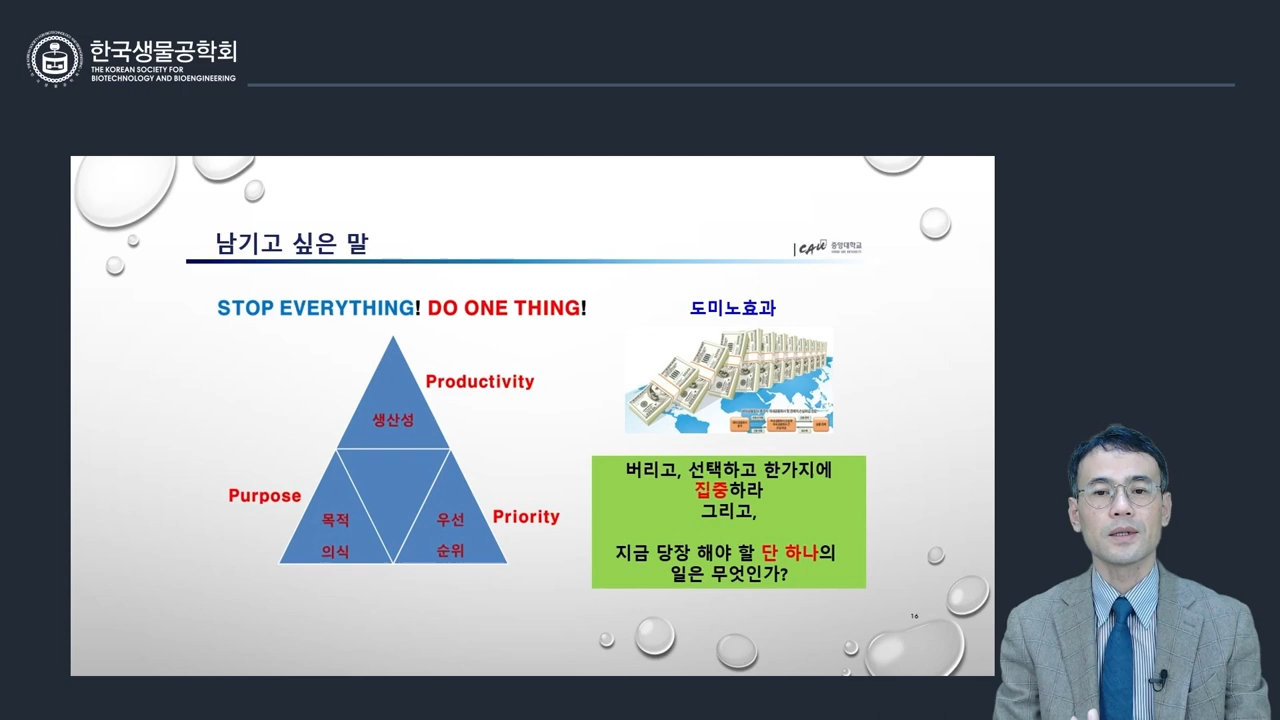 한국생물공학회
THE KOREAN SOCIETY FOR
BIOTECHNOLOGY AND BIOENGINEERING
남기고 싶은 말
CAU 중앙대학교
STOP EVERYTHING! DO ONE THING!
도미노효과
Productivity
생산성
Purpose
목적
의식
우선
순위
Priority
버리고, 선택하고 한가지에
집중하라
그리고,
지금 당장 해야 할 단 하나의
일은 무엇인가?
16